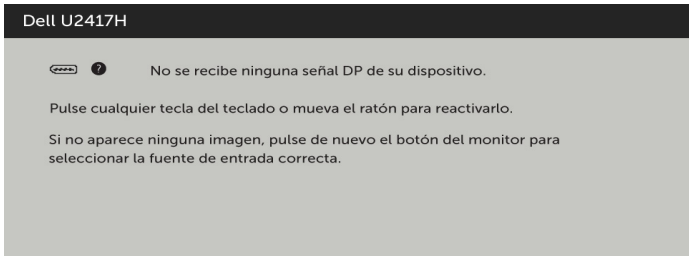 Dell U2417H
No se recibe ninguna señal DP de su dispositivo.
Pulse cualquier tecla del teclado o mueva el ratón para reactivarlo.
Si no aparece ninguna imagen, pulse de nuevo el botón del monitor para
seleccionar la fuente de entrada correcta.